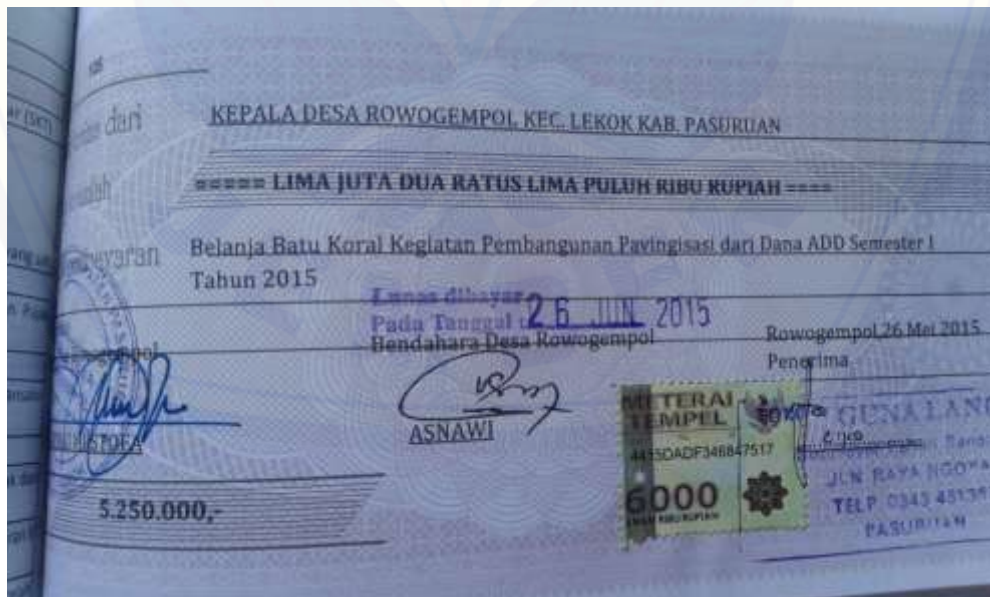 dari KEPALA DESA ROWOGEMPOL KEC. LEKOK KAB. PASURUAN
===== LIMA JUTA DUA RATUS LIMA PULUH RIBU RUPIAH ====
Belanja Batu Koral Kegiatan Pembangunan Pavingisasi dari Dana ADD Semester I
Tahun 2015
Lunas dibayar
Pada Tanggal 26 JUN 2015
Bendahara Desa Rowogempol
Rowogempol, 26 Mei 2015
Penerima
ASNAWI
METERAI
TEMPEL
6000
5.250.000,-
GUNA
JLN RAYA
TELP. 0343
PASURUAN